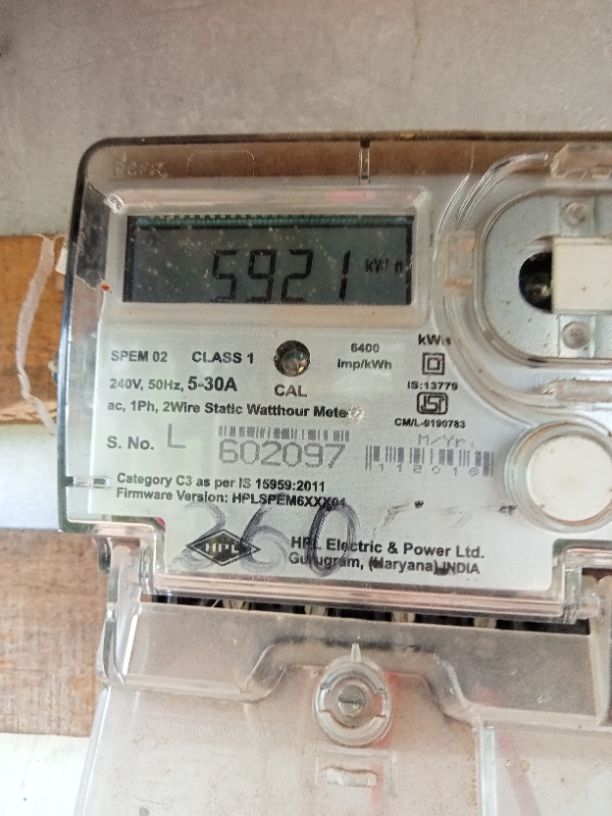 5921 kWh
SPEM 02 CLASS 1 6400 imp/kWh kWh
240V, 50Hz, 5-30A CAL IS:13779
ac, 1Ph, 2Wire Static Watthour Meter CM/L-9190783
S. No. L 602097 M/Yr.
112016
Category C3 as per IS 15959:2011
Firmware Version: HPLSPEM6XXX01
260
HPL HPL Electric & Power Ltd.
Gurugram, (Haryana) INDIA